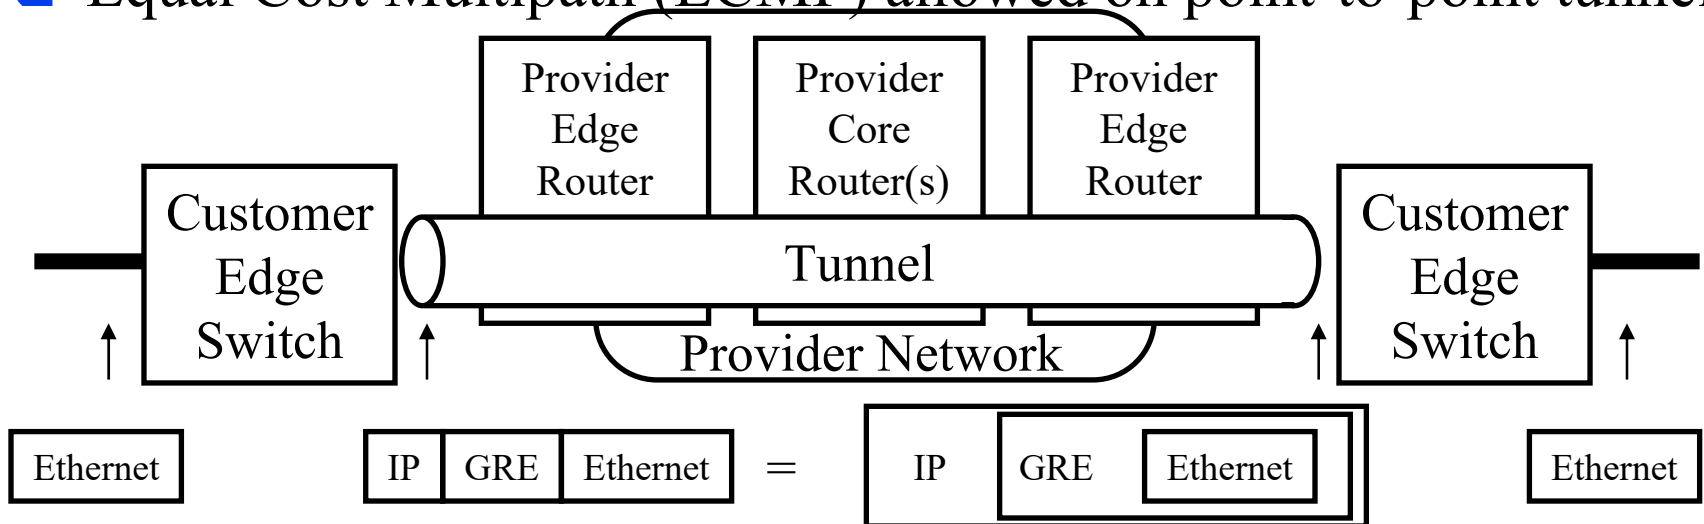 Equal Cost Multipath (ECMP) allowed on point-to-point tunnel
Provider
Edge
Router
Provider
Core
Router(s)
Provider
Edge
Router
Customer
Edge
Switch
Tunnel
Customer
Edge
Switch
Provider Network
Ethernet
IP GRE Ethernet = IP GRE Ethernet
Ethernet